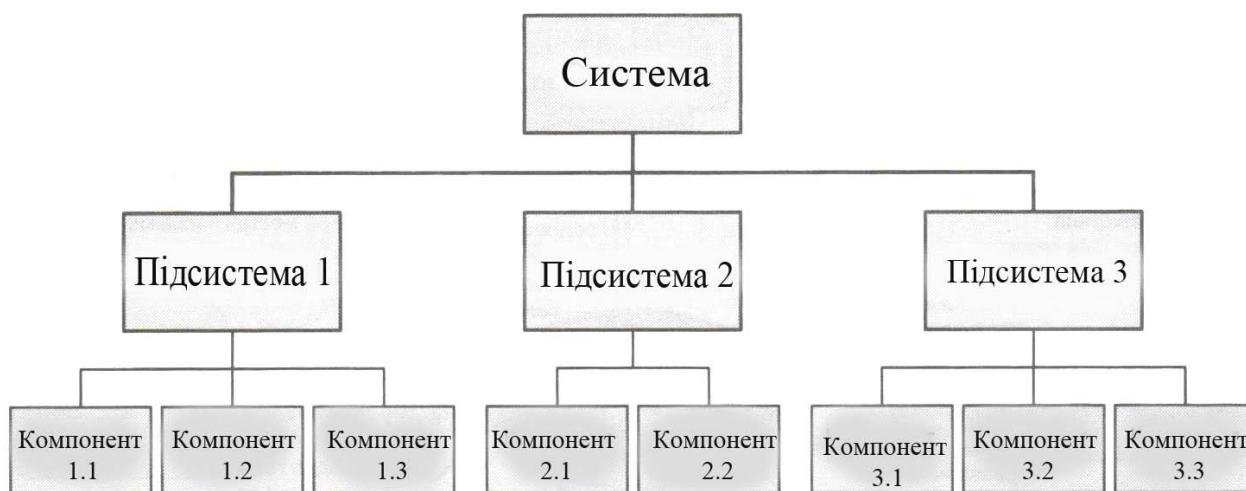 Система
Підсистема 1
Підсистема 2
Підсистема 3
Компонент
1.1
Компонент
1.2
Компонент
1.3
Компонент
2.1
Компонент
2.2
Компонент
3.1
Компонент
3.2
Компонент
3.3